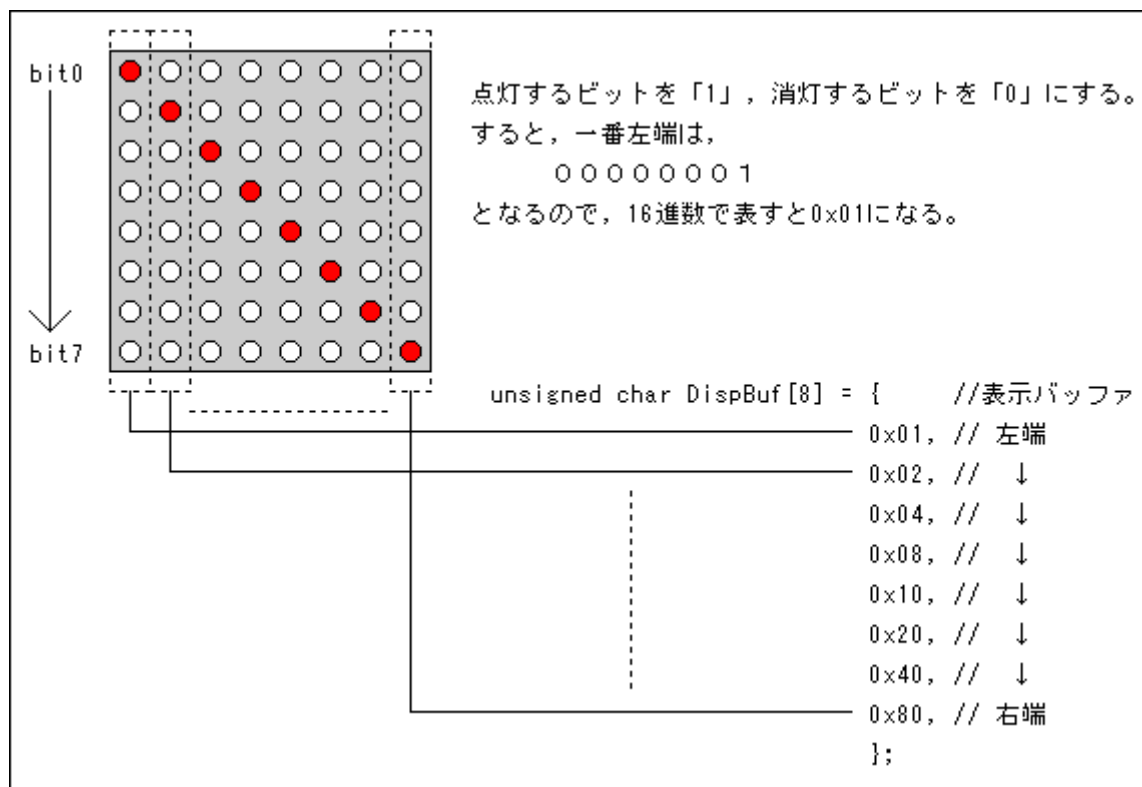 bit0
点灯するビットを「1」，消灯するビットを「0」にする。
すると，一番左端は，
０００００００１
となるので，16進数で表すと0x01になる。
bit7
unsigned char DispBuf[8] = {     //表示バッファ
0x01, // 左端
0x02, //  ↓
0x04, //  ↓
0x08, //  ↓
0x10, //  ↓
0x20, //  ↓
0x40, //  ↓
0x80, // 右端
};